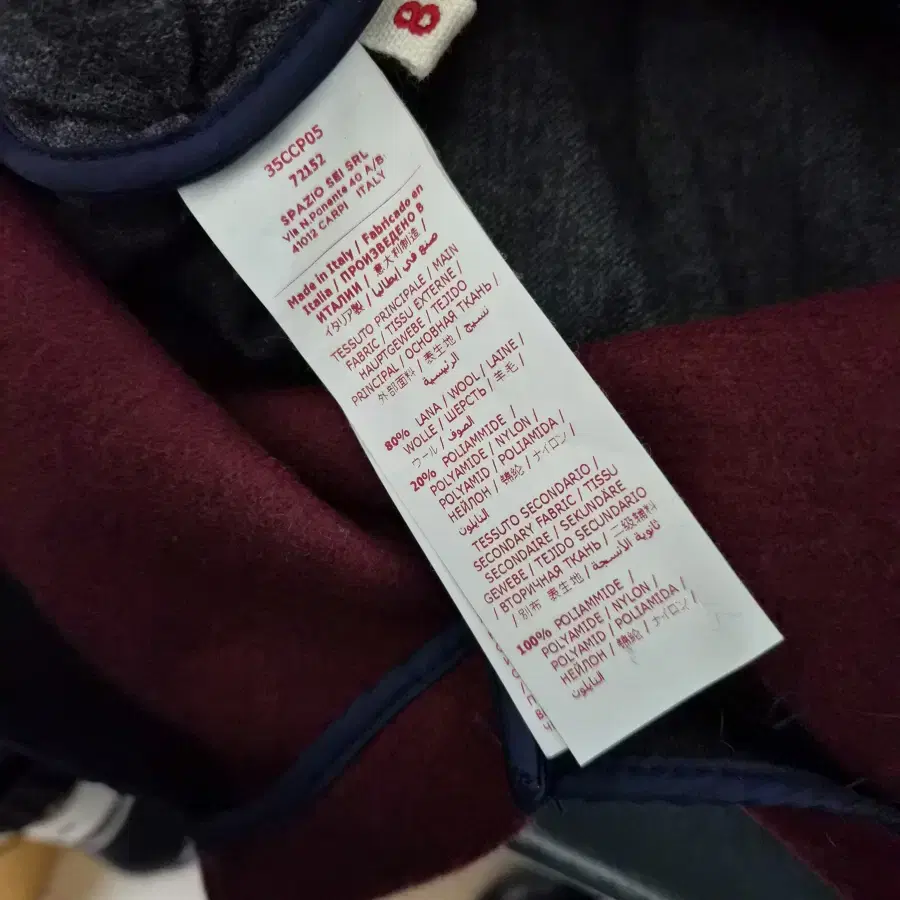 8
35CCP05
72152
SPAZIO SEI SRL
Via N.Ponente 40 A/B
41012 CARPI ITALY
Made in Italy / Fabricado en
Italia / ПРОИЗВЕДЕНО В
ИТАЛИИ / 意大利制造 /
イタリア製 / صنع في إيطاليا
TESSUTO PRINCIPALE / MAIN
FABRIC / TISSU EXTERNE /
HAUPTGEWEBE / TEJIDO
PRINCIPAL / ОСНОВНАЯ ТКАНЬ /
外部面料 / 表生地 / نسيج
الرئيسية
80% LANA / WOOL / LAINE /
WOLLE / ШЕРСТЬ / 羊毛 /
ウール / الصوف
20% POLIAMMIDE /
POLYAMIDE / NYLON /
POLYAMID / POLIAMIDA /
НЕЙЛОН / 锦纶 / ナイロン /
النايلون
TESSUTO SECONDARIO /
SECONDARY FABRIC / TISSU
SECONDAIRE / SEKUNDARE
GEWEBE / TEJIDO SECUNDARIO
/ ВТОРИЧНАЯ ТКАНЬ / 二级辅料
/ 別布 表生地 / ثانوية الأنسجة
100% POLIAMMIDE /
POLYAMIDE / NYLON /
POLYAMID / POLIAMIDA /
НЕЙЛОН / 锦纶 / ナイロン /
النايلون